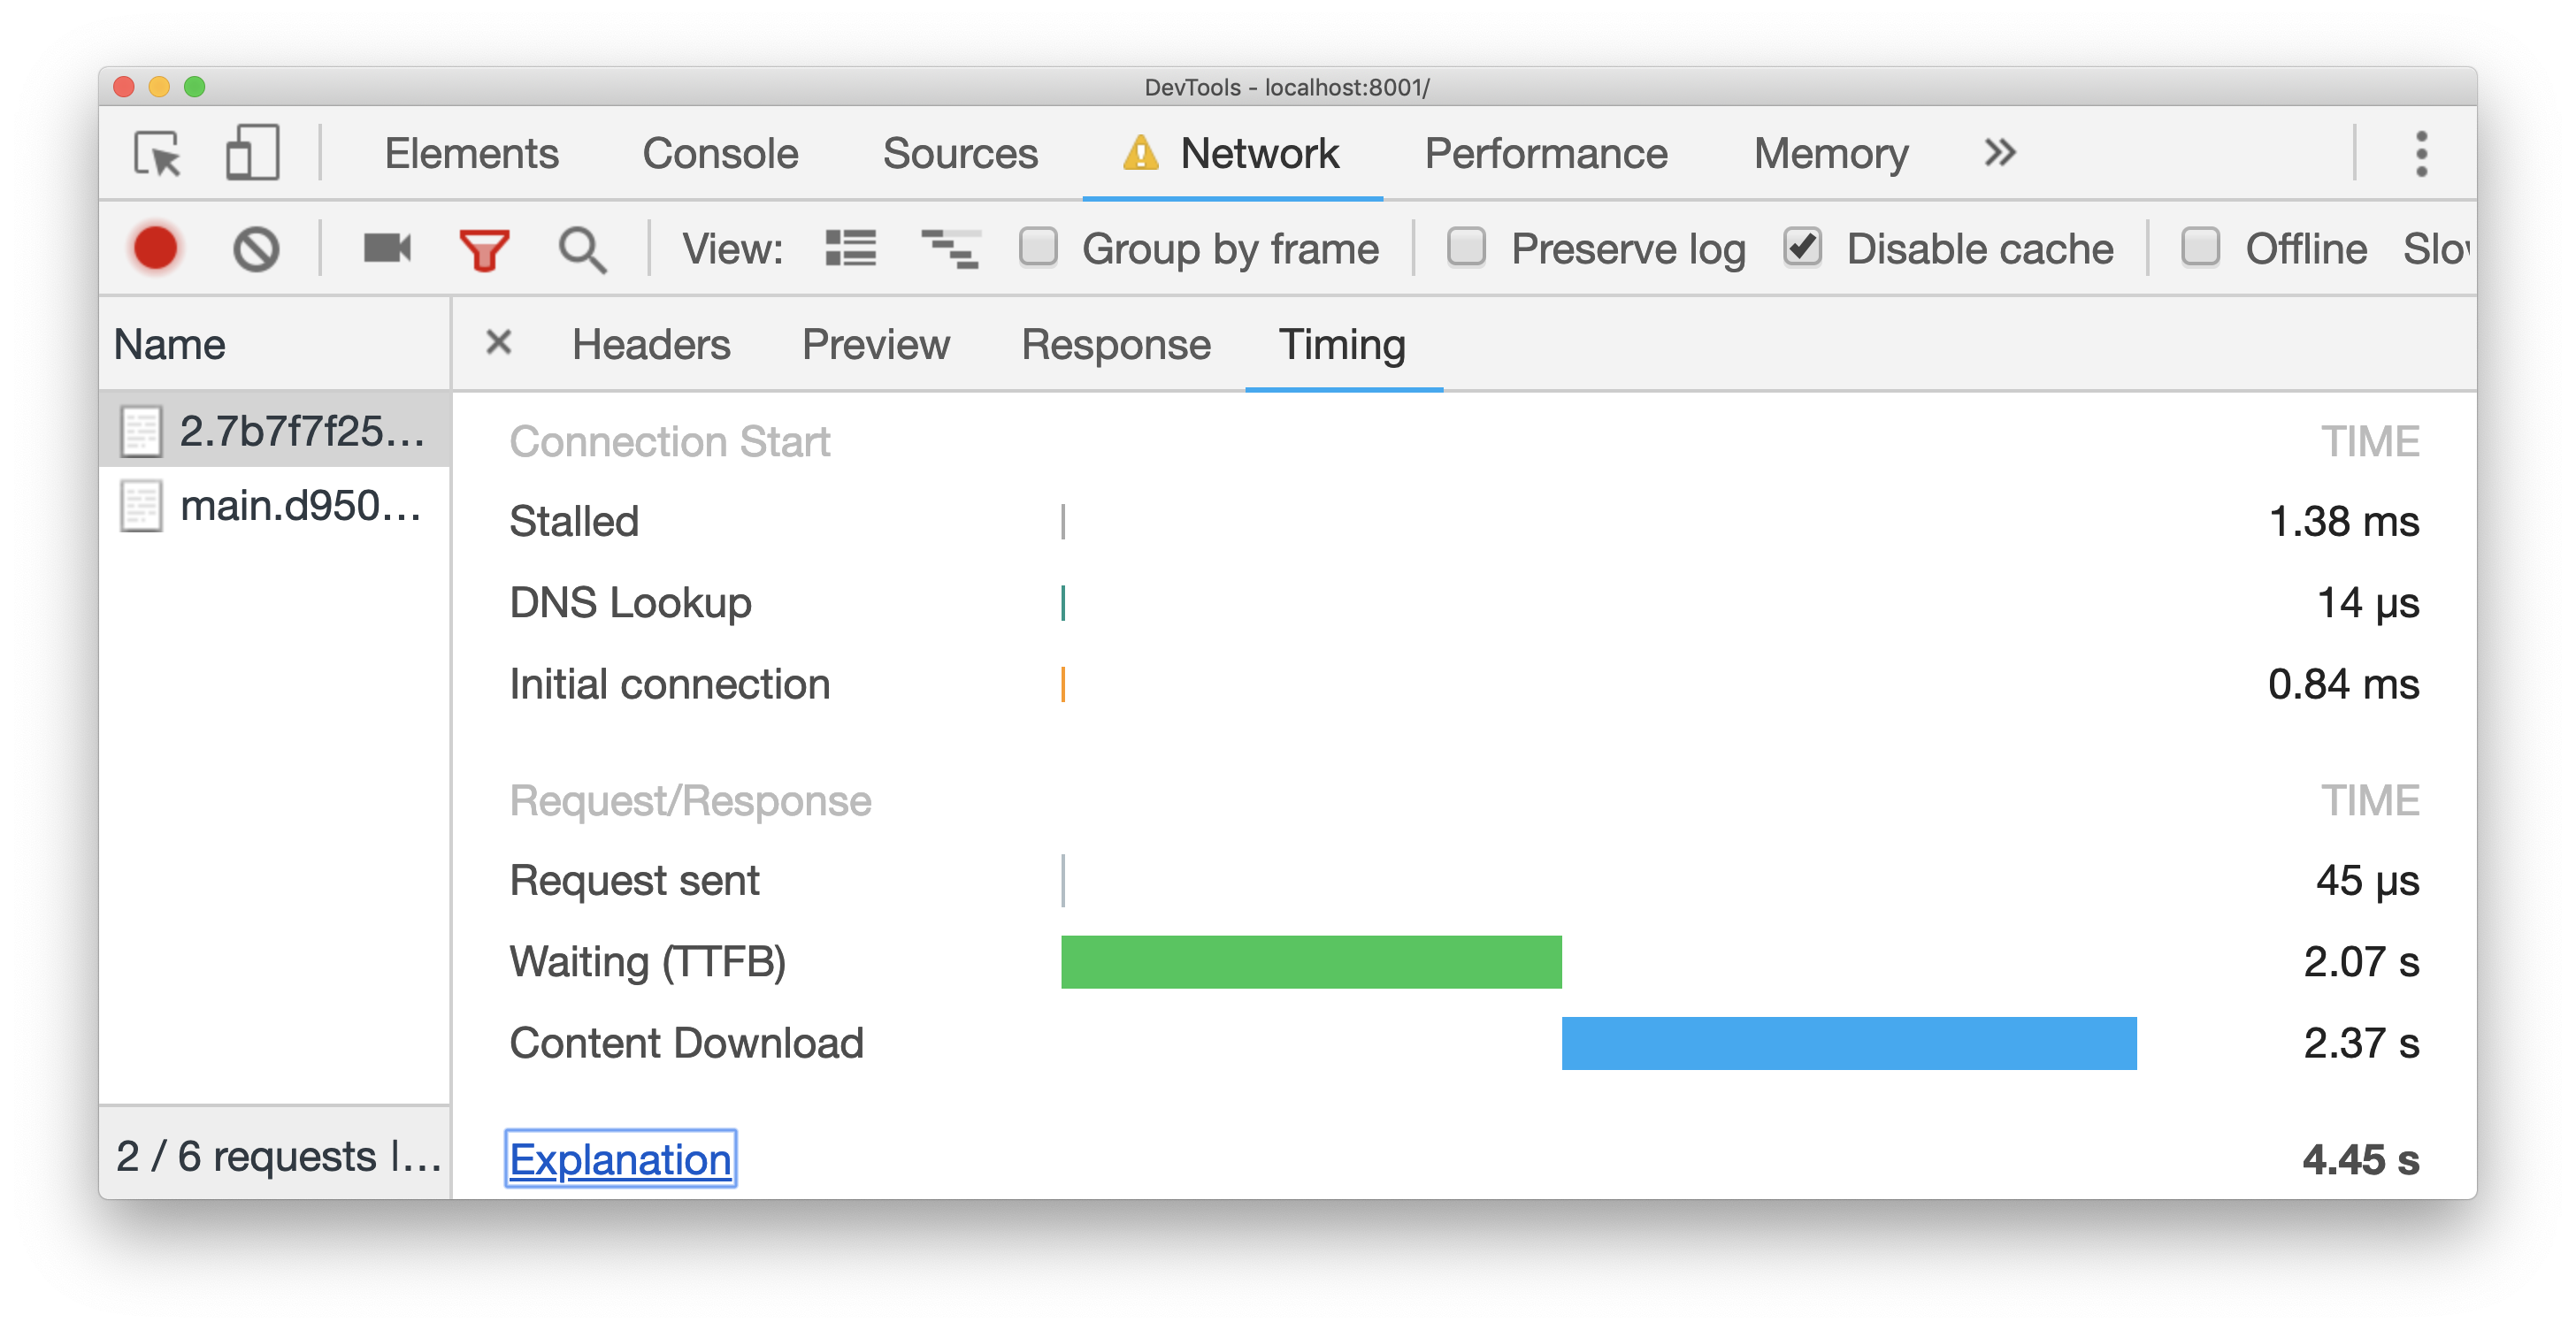 DevTools - localhost:8001/
Elements Console Sources Network Performance Memory »
View: Group by frame Preserve log Disable cache Offline Slov
Name × Headers Preview Response Timing
2.7b7f7f25...
main.d950...
Connection Start TIME
Stalled 1.38 ms
DNS Lookup 14 µs
Initial connection 0.84 ms
Request/Response TIME
Request sent 45 µs
Waiting (TTFB) 2.07 s
Content Download 2.37 s
Explanation 4.45 s
2 / 6 requests |...